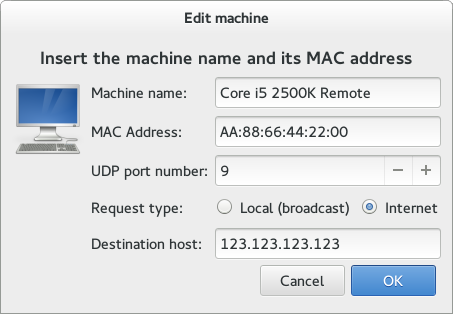 Edit machine
Insert the machine name and its MAC address
Machine name: Core i5 2500K Remote
MAC Address: AA:88:66:44:22:00
UDP port number: 9
Request type: Local (broadcast) Internet
Destination host: 123.123.123.123
Cancel OK